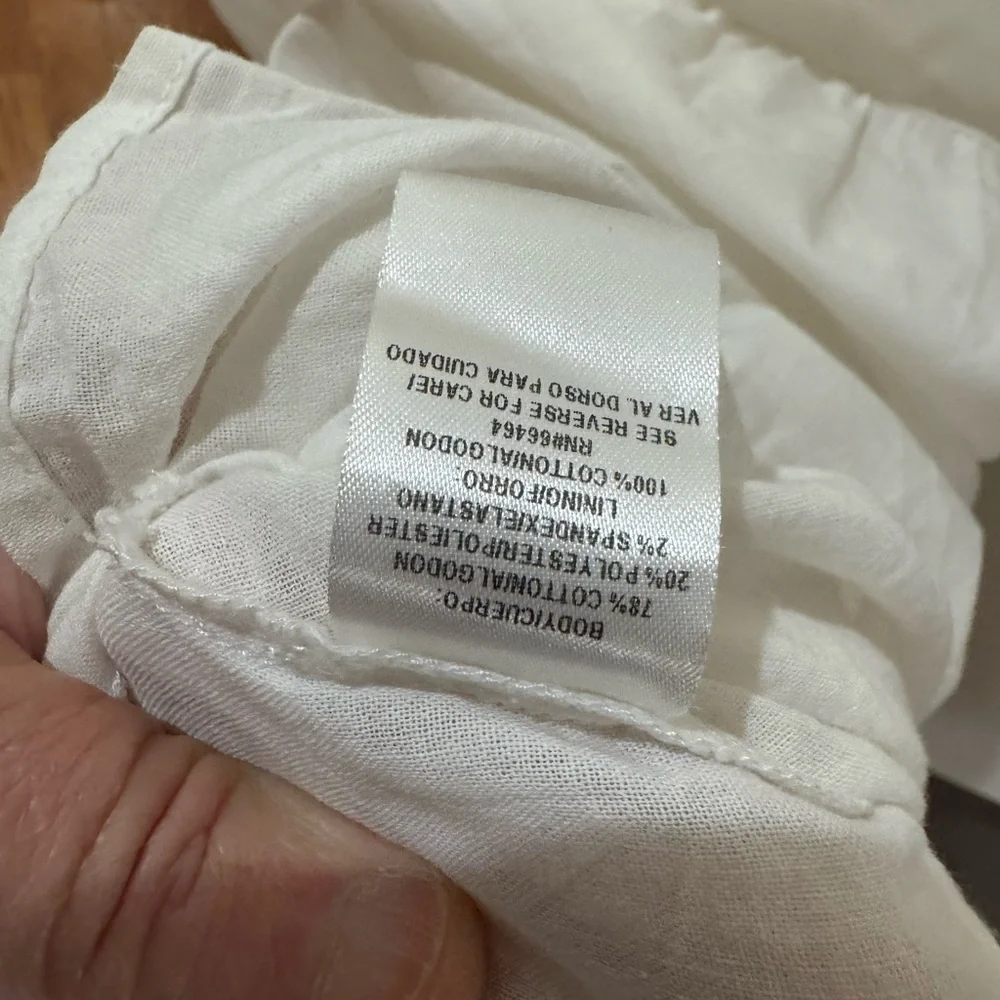 BODY/CUERPO:
78% COTTON/ALGODON
20% POLYESTER/POLIESTER
2% SPANDEX/ELASTANO
LINING/FORRO:
100% COTTON/ALGODON
RN#66464
SEE REVERSE FOR CARE!
VER AL DORSO PARA CUIDADO